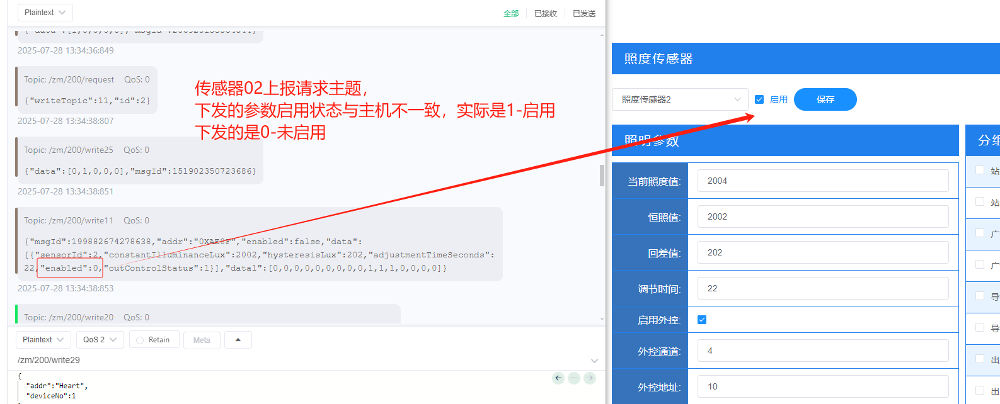 Plaintext
全部
已接收
已发送
2025-07-28 13:34:36:849
Topic: /zm/200/request QoS: 0
{"writeTopic":11,"id":2}
2025-07-28 13:34:38:807
Topic: /zm/200/write25 QoS: 0
{"data":[0,1,0,0,0],"msgId":151902350723686}
2025-07-28 13:34:38:851
Topic: /zm/200/write11 QoS: 0
{"msgId":199882674278638,"addr":"0XAE8F","enabled":false,"data":
[{"sensorId":2,"constantIlluminanceLux":2002,"hysteresisLux":202,"adjustmentTimeSeconds":
22,"enabled":0,"outControlStatus":1}],"data1":[0,0,0,0,0,0,0,0,0,1,1,1,0,0,0,0]}
2025-07-28 13:34:38:853
Topic: /zm/200/write20 QoS: 0
Plaintext
QoS 2
Retain
Meta
/zm/200/write29
{
"addr":"Heart",
"deviceNo":1
传感器02上报请求主题，
下发的参数启用状态与主机不一致，实际是1-启用
下发的是0-未启用
照度传感器
照度传感器2
启用
保存
照明参数
当前照度值: 2004
恒照值: 2002
回差值: 202
调节时间: 22
启用外控:
外控通道: 4
外控地址: 10
分组
站
站
广
广
导
导
出
出